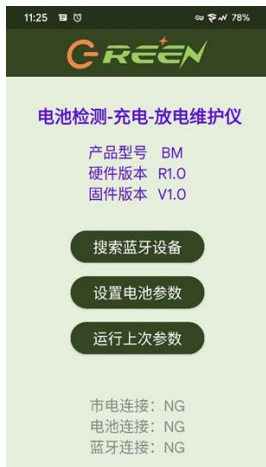 11:25 78%
GREEN
电池检测-充电-放电维护仪
产品型号 BM
硬件版本 R1.0
固件版本 V1.0
搜索蓝牙设备
设置电池参数
运行上次参数
市电连接：NG
电池连接：NG
蓝牙连接：NG